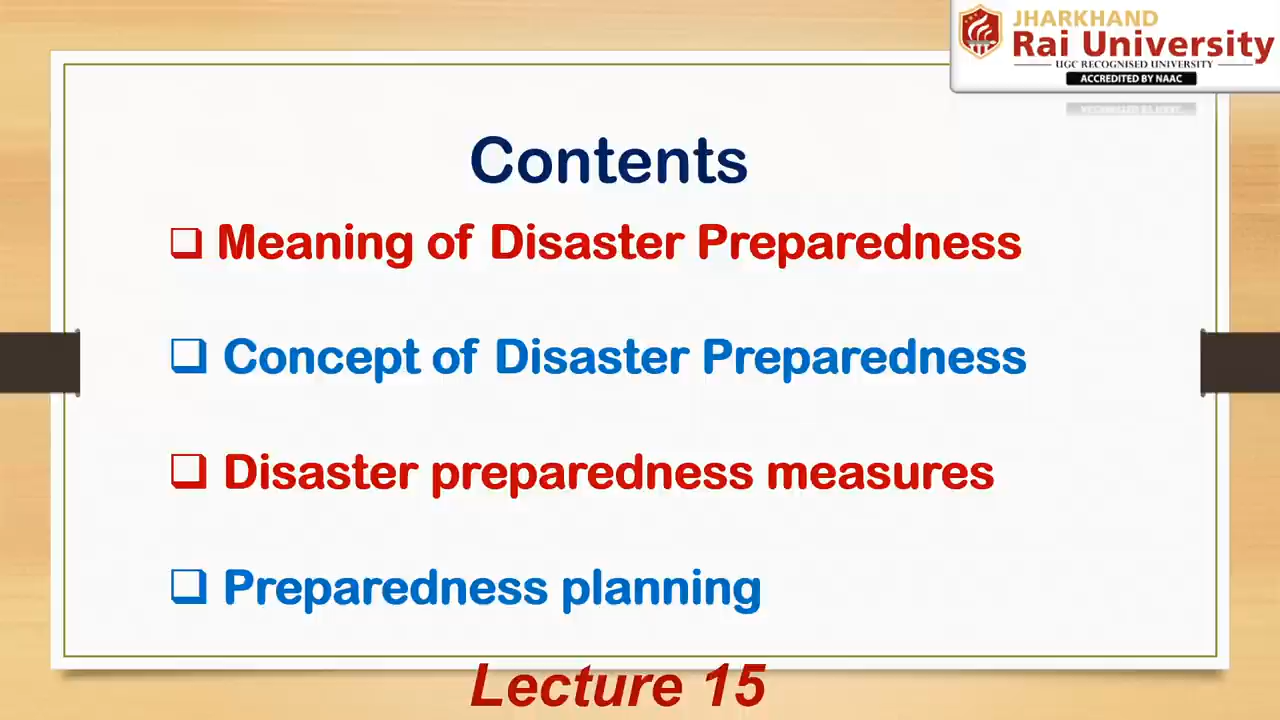 JHARKHAND
Rai University
UGC RECOGNISED UNIVERSITY
ACCREDITED BY NAAC
Contents
Meaning of Disaster Preparedness
Concept of Disaster Preparedness
Disaster preparedness measures
Preparedness planning
Lecture 15